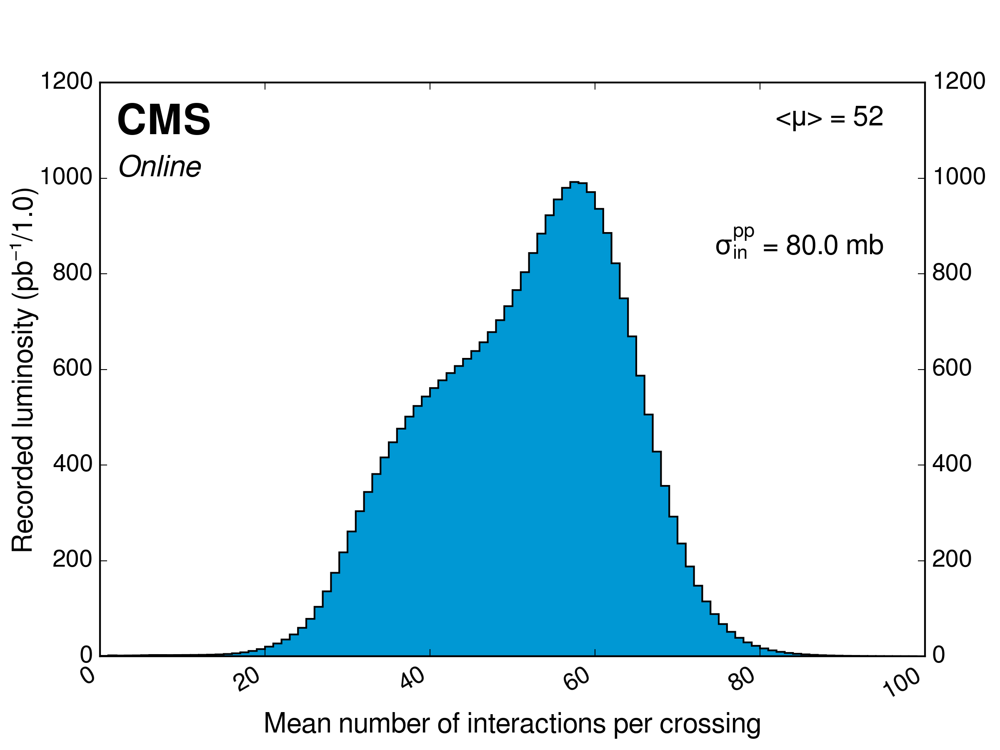 CMS
Online
<µ> = 52
σ_in^pp = 80.0 mb
Recorded luminosity (pb⁻¹/1.0)
1200
1000
800
600
400
200
0
1200
1000
800
600
400
200
0
0 20 40 60 80 100
Mean number of interactions per crossing